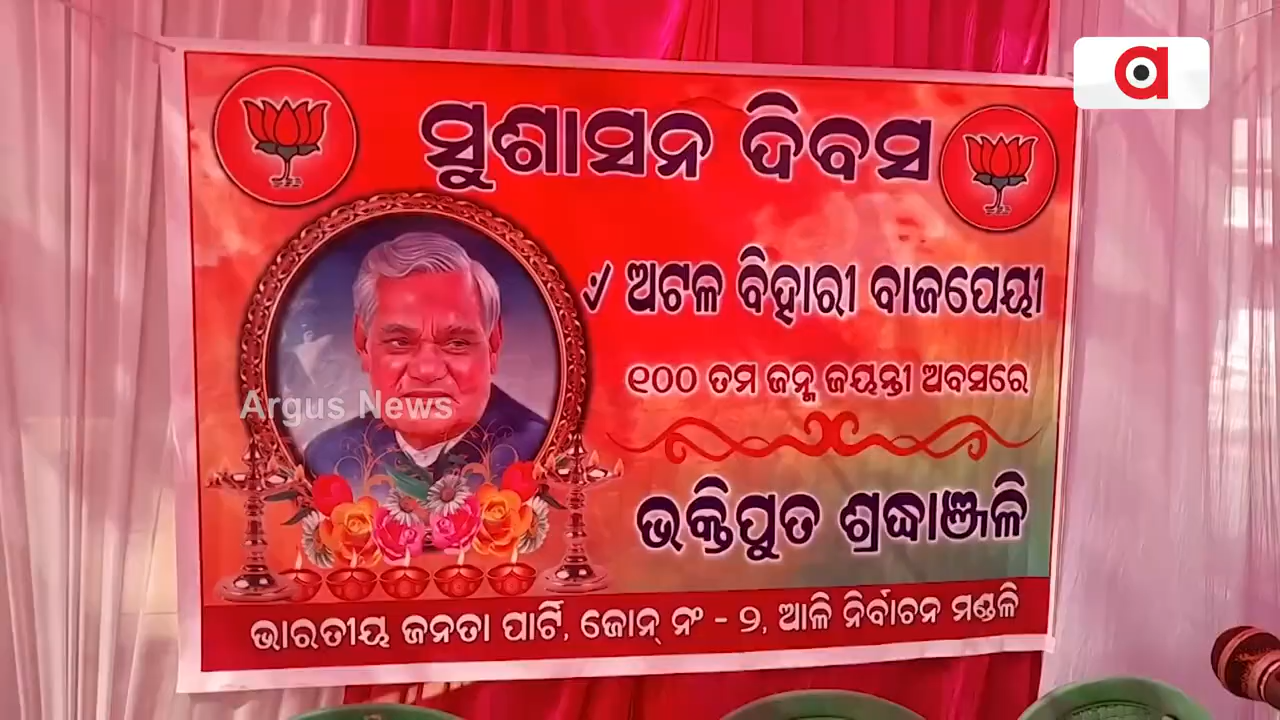 ସୁଶାସନ ଦିବସ
ଅଟଳ ବିହାରୀ ବାଜପେୟୀ
୧୦୦ ତମ ଜନ୍ମ ଜୟନ୍ତୀ ଅବସରେ
Argus News
ଭକ୍ତିପୁତ ଶ୍ରଦ୍ଧାଞ୍ଜଳି
ଭାରତୀୟ ଜନତା ପାର୍ଟି, ଜୋନ୍ ନଂ - ୨, ଆଳି ନିର୍ବାଚନ ମଣ୍ଡଳି